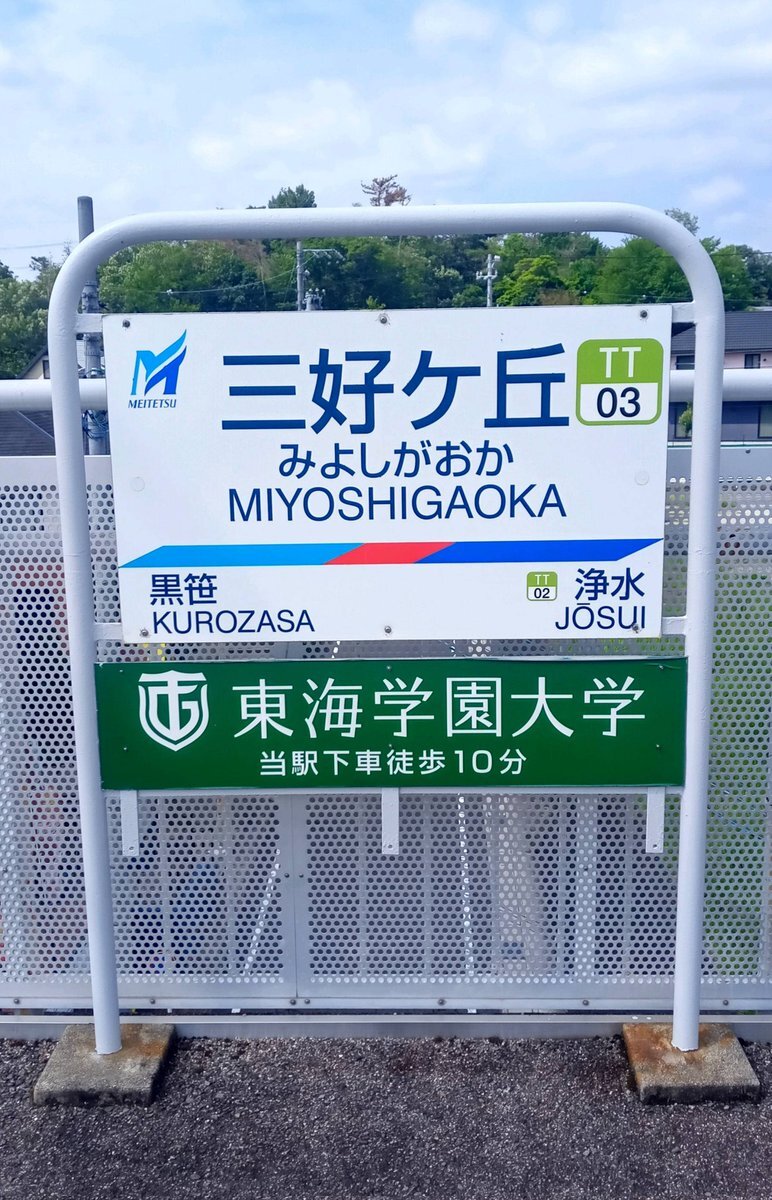 MEITETSU
三好ケ丘
TT
03
みよしがおか
MIYOSHIGAOKA
黒笹
KUROZASA
TT
02
浄水
JŌSUI
TG
東海学園大学
当駅下車徒歩10分